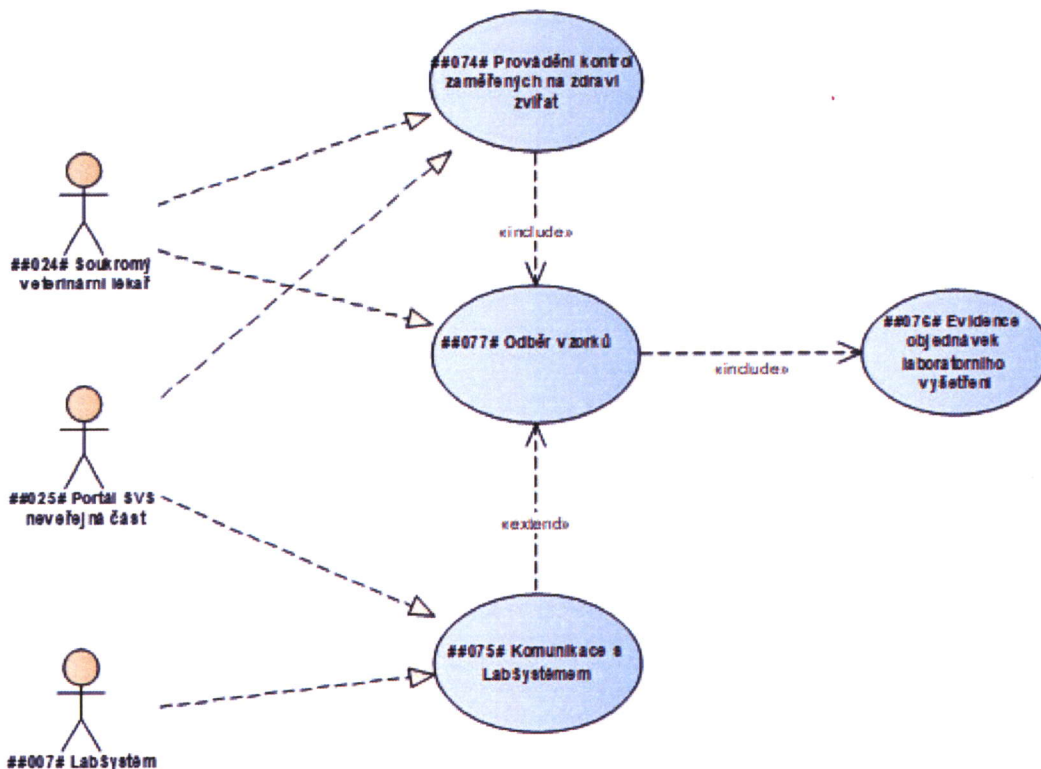 ##074# Provádění kontrol
zaměřených na zdraví
zvířat
##024# Soukromý
veterinární lékař
«include»
##077# Odběr vzorků
##076# Evidence
objednávek
laboratorního
vyšetření
«include»
##025# Portál SVS
neveřejná část
«extend»
##075# Komunikace s
LabSystémem
##007# LabSystém